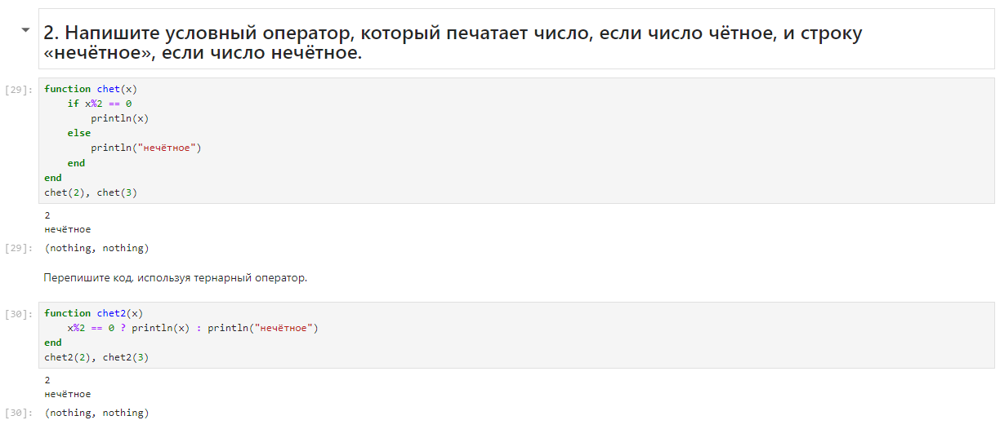 2. Напишите условный оператор, который печатает число, если число чётное, и строку
«нечётное», если число нечётное.
[29]: function chet(x)
    if x%2 == 0
        println(x)
    else
        println("нечётное")
    end
end
chet(2), chet(3)
2
нечётное
[29]: (nothing, nothing)
Перепишите код, используя тернарный оператор.
[30]: function chet2(x)
    x%2 == 0 ? println(x) : println("нечётное")
end
chet2(2), chet2(3)
2
нечётное
[30]: (nothing, nothing)